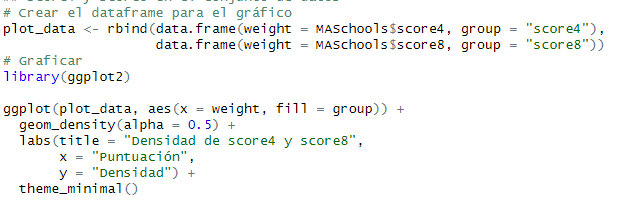 # Crear el dataframe para el gráfico
plot_data <- rbind(data.frame(weight = MASchools$score4, group = "score4"),
                   data.frame(weight = MASchools$score8, group = "score8"))
# Graficar
library(ggplot2)

ggplot(plot_data, aes(x = weight, fill = group)) +
  geom_density(alpha = 0.5) +
  labs(title = "Densidad de score4 y score8",
       x = "Puntuación",
       y = "Densidad") +
  theme_minimal()